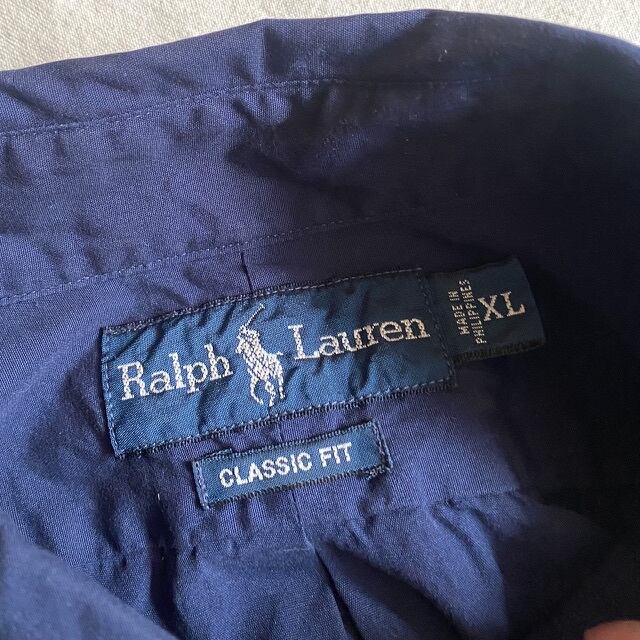 Ralph Lauren
MADE IN
PHILIPPINES
XL
CLASSIC FIT